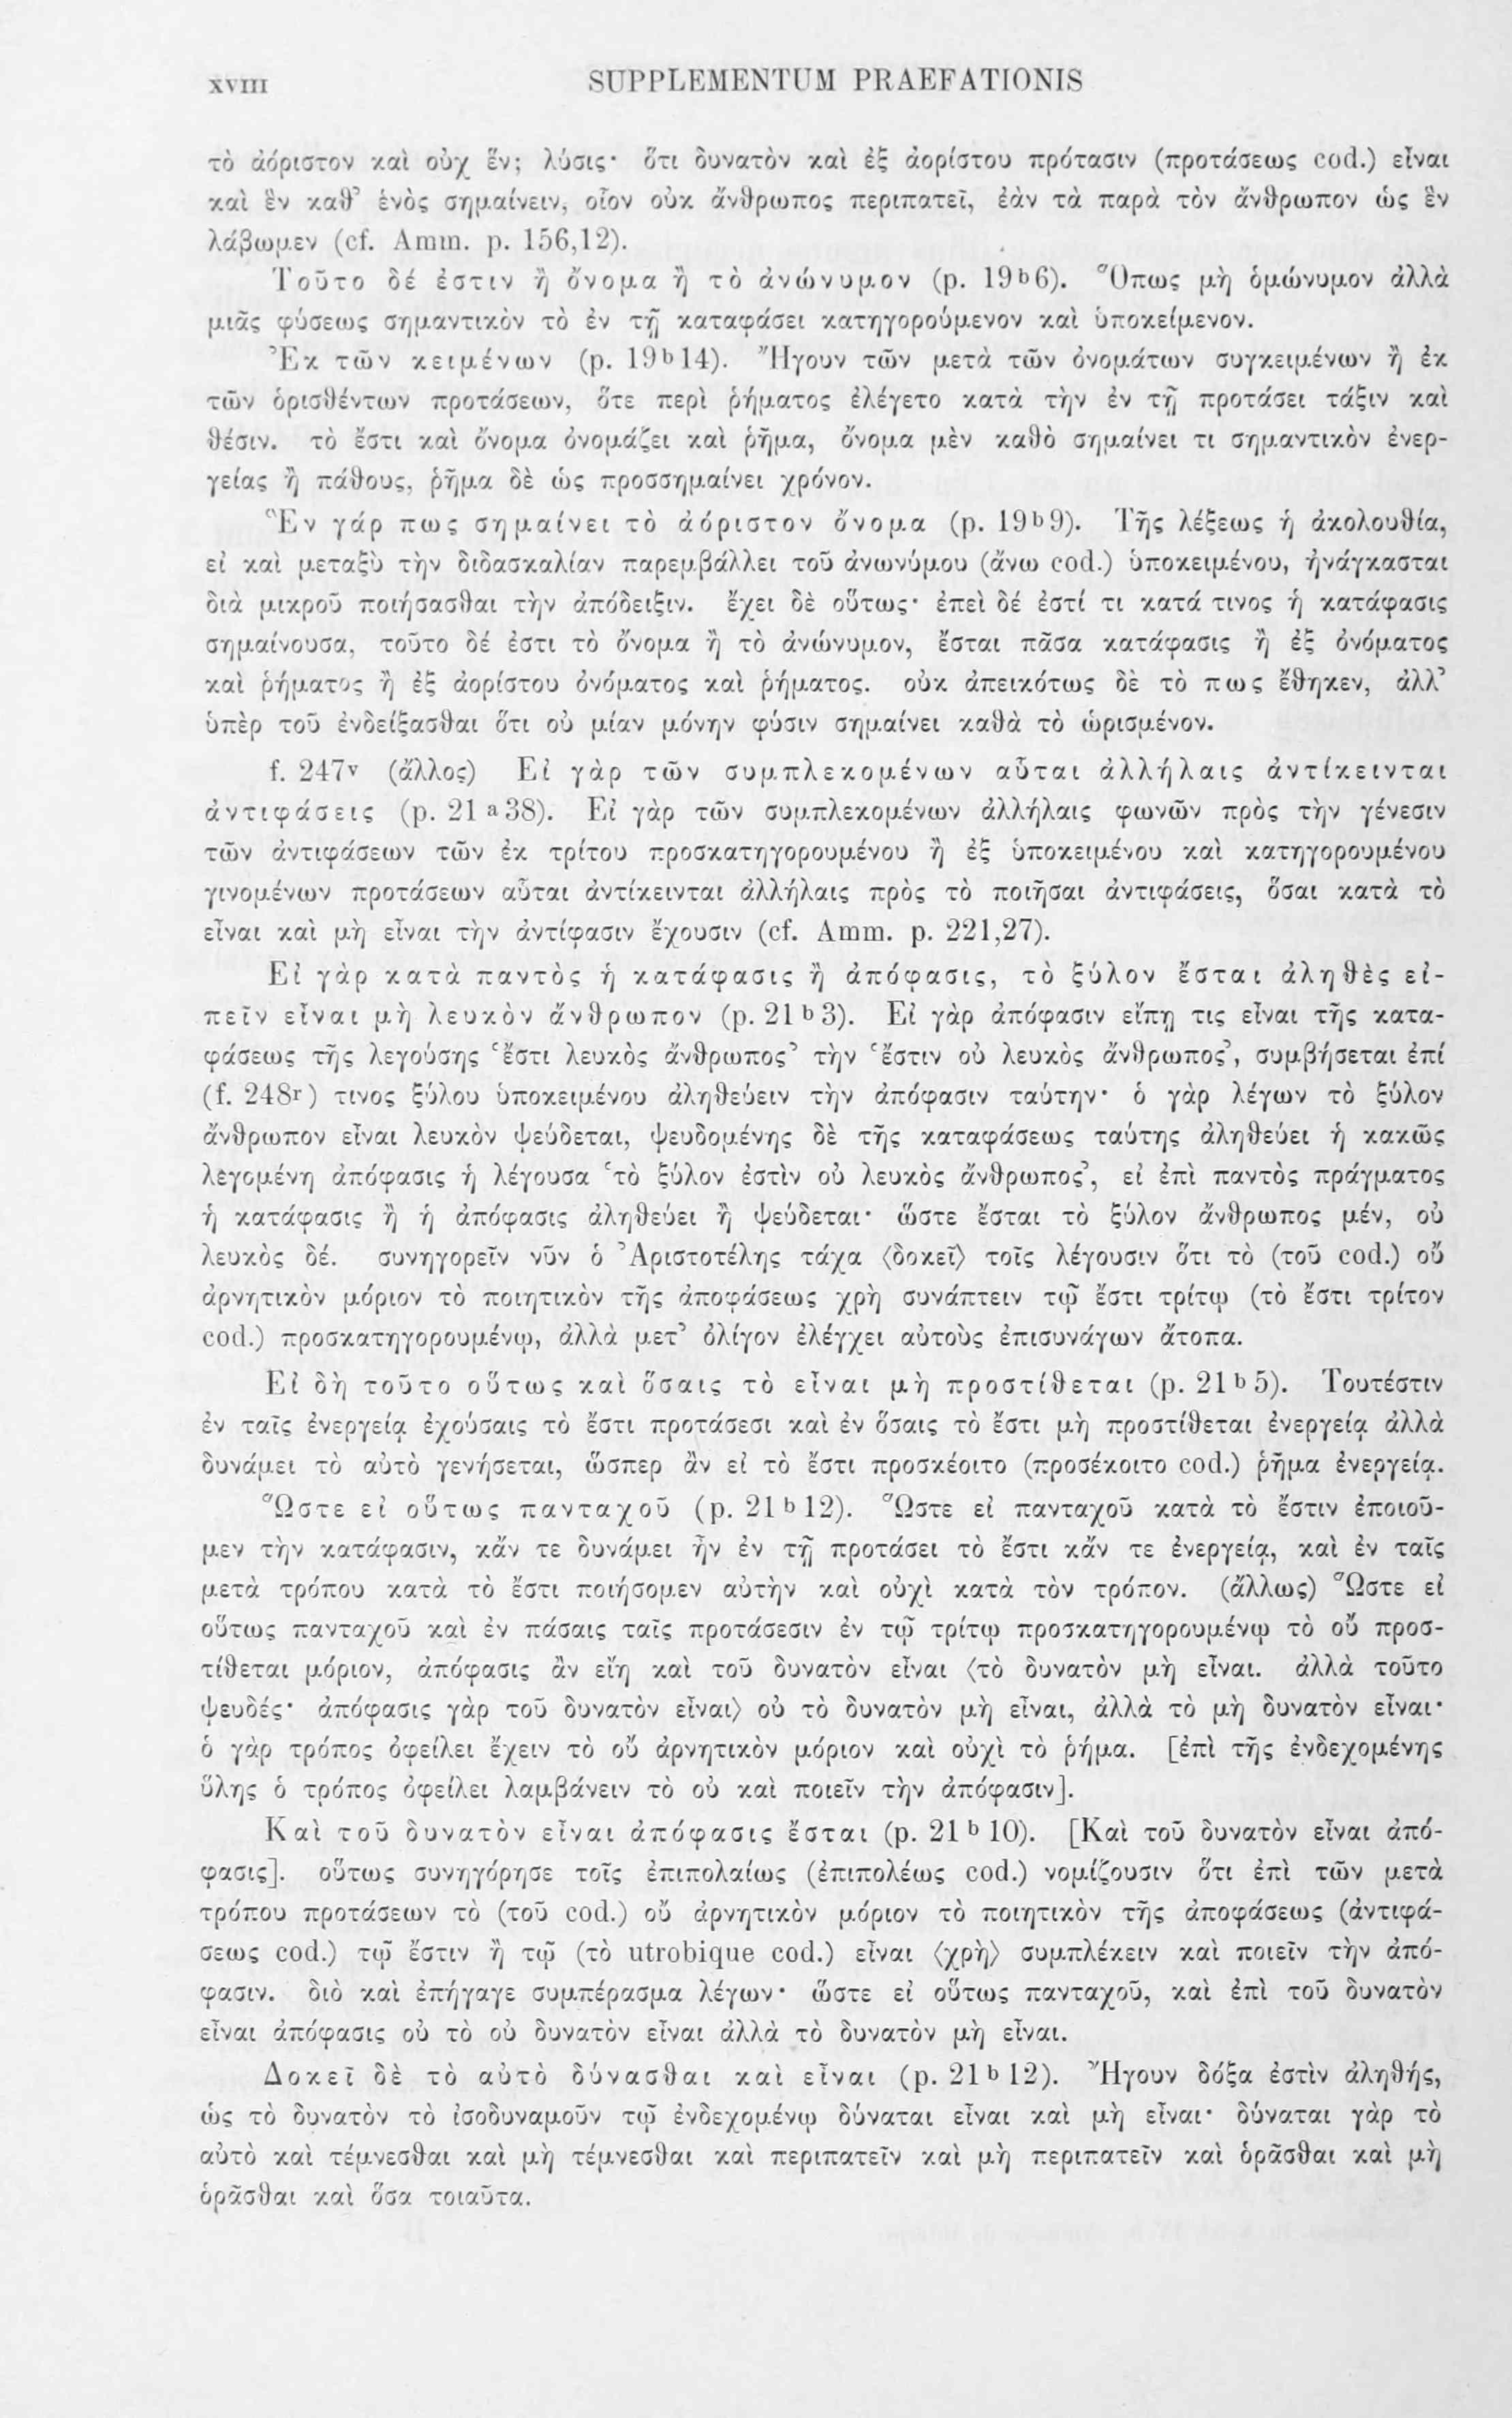 XVIII SUPPLEMENTUM PRAEFATIONIS
τὸ ἀόριστον καὶ οὐχ ἕν; λύσις· ὅτι δυνατὸν καὶ ἐξ ἀορίστου πρότασιν (προτάσεως cod.) εἶναι
καὶ ἓν καθ’ ἑνὸς σημαίνειν, οἷον οὐκ ἄνθρωπος περιπατεῖ, ἐὰν τὰ παρὰ τὸν ἄνθρωπον ὡς ἓν
λάβωμεν (cf. Amm. p. 156,12).
Τοῦτο δέ ἐστιν ἢ ὄνομα ἢ τὸ ἀνώνυμον (p. 19b6). Ὅπως μὴ ὁμώνυμον ἀλλὰ
μιᾶς φύσεως σημαντικὸν τὸ ἐν τῇ καταφάσει κατηγορούμενον καὶ ὑποκείμενον.
Ἐκ τῶν κειμένων (p. 19b14). Ἤγουν τῶν μετὰ τῶν ὀνομάτων συγκειμένων ἢ ἐκ
τῶν ὁρισθέντων προτάσεων, ὅτε περὶ ῥήματος ἐλέγετο κατὰ τὴν ἐν τῇ προτάσει τάξιν καὶ
θέσιν. τὸ ἔστι καὶ ὄνομα ὀνομάζει καὶ ῥῆμα, ὄνομα μὲν καθὸ σημαίνει τι σημαντικὸν ἐνερ-
γείας ἢ πάθους, ῥῆμα δὲ ὡς προσσημαίνει χρόνον.
Ἓν γάρ πως σημαίνει τὸ ἀόριστον ὄνομα (p. 19b9). Τῆς λέξεως ἡ ἀκολουθία,
εἰ καὶ μεταξὺ τὴν διδασκαλίαν παρεμβάλλει τοῦ ἀνωνύμου (ἄνω cod.) ὑποκειμένου, ἠνάγκασται
διὰ μικροῦ ποιήσασθαι τὴν ἀπόδειξιν. ἔχει δὲ οὕτως· ἐπεὶ δέ ἐστί τι κατά τινος ἡ κατάφασις
σημαίνουσα, τοῦτο δέ ἐστι τὸ ὄνομα ἢ τὸ ἀνώνυμον, ἔσται πᾶσα κατάφασις ἢ ἐξ ὀνόματος
καὶ ῥήματος ἢ ἐξ ἀορίστου ὀνόματος καὶ ῥήματος. οὐκ ἀπεικότως δὲ τὸ πως ἔθηκεν, ἀλλ’
ὑπὲρ τοῦ ἐνδείξασθαι ὅτι οὐ μίαν μόνην φύσιν σημαίνει καθὰ τὸ ὡρισμένον.
f. 247v (ἄλλος) Εἰ γὰρ τῶν συμπλεκομένων αὗται ἀλλήλαις ἀντίκεινται
ἀντιφάσεις (p. 21a38). Εἰ γὰρ τῶν συμπλεκομένων ἀλλήλαις φωνῶν πρὸς τὴν γένεσιν
τῶν ἀντιφάσεων τῶν ἐκ τρίτου προσκατηγορουμένου ἢ ἐξ ὑποκειμένου καὶ κατηγορουμένου
γινομένων προτάσεων αὗται ἀντίκεινται ἀλλήλαις πρὸς τὸ ποιῆσαι ἀντιφάσεις, ὅσαι κατὰ τὸ
εἶναι καὶ μὴ εἶναι τὴν ἀντίφασιν ἔχουσιν (cf. Amm. p. 221,27).
Εἰ γὰρ κατὰ παντὸς ἡ κατάφασις ἢ ἀπόφασις, τὸ ξύλον ἔσται ἀληθὲς εἰ-
πεῖν εἶναι μὴ λευκὸν ἄνθρωπον (p. 21b3). Εἰ γὰρ ἀπόφασιν εἴπῃ τις εἶναι τῆς κατα-
φάσεως τῆς λεγούσης ‘ἔστι λευκὸς ἄνθρωπος’ τὴν ‘ἔστιν οὐ λευκὸς ἄνθρωπος’, συμβήσεται ἐπί
(f. 248r) τινος ξύλου ὑποκειμένου ἀληθεύειν τὴν ἀπόφασιν ταύτην· ὁ γὰρ λέγων τὸ ξύλον
ἄνθρωπον εἶναι λευκὸν ψεύδεται, ψευδομένης δὲ τῆς καταφάσεως ταύτης ἀληθεύει ἡ κακῶς
λεγομένη ἀπόφασις ἡ λέγουσα ‘τὸ ξύλον ἐστὶν οὐ λευκὸς ἄνθρωπος’, εἰ ἐπὶ παντὸς πράγματος
ἡ κατάφασις ἢ ἡ ἀπόφασις ἀληθεύει ἢ ψεύδεται· ὥστε ἔσται τὸ ξύλον ἄνθρωπος μέν, οὐ
λευκὸς δέ. συνηγορεῖν νῦν ὁ Ἀριστοτέλης τάχα ⟨δοκεῖ⟩ τοῖς λέγουσιν ὅτι τὸ (τοῦ cod.) οὔ
ἀρνητικὸν μόριον τὸ ποιητικὸν τῆς ἀποφάσεως χρὴ συνάπτειν τῷ ἔστι τρίτῳ (τὸ ἔστι τρίτον
cod.) προσκατηγορουμένῳ, ἀλλὰ μετ’ ὀλίγον ἐλέγχει αὐτοὺς ἐπισυνάγων ἄτοπα.
Εἰ δὴ τοῦτο οὕτως καὶ ὅσαις τὸ εἶναι μὴ προστίθεται (p. 21b5). Τουτέστιν
ἐν ταῖς ἐνεργείᾳ ἐχούσαις τὸ ἔστι προτάσεσι καὶ ἐν ὅσαις τὸ ἔστι μὴ προστίθεται ἐνεργείᾳ ἀλλὰ
δυνάμει τὸ αὐτὸ γενήσεται, ὥσπερ ἂν εἰ τὸ ἔστι προσκέοιτο (προσέκοιτο cod.) ῥῆμα ἐνεργείᾳ.
Ὥστε εἰ οὕτως πανταχοῦ (p. 21b12). Ὥστε εἰ πανταχοῦ κατὰ τὸ ἔστιν ἐποιοῦ-
μεν τὴν κατάφασιν, κἄν τε δυνάμει ἦν ἐν τῇ προτάσει τὸ ἔστι κἄν τε ἐνεργείᾳ, καὶ ἐν ταῖς
μετὰ τρόπου κατὰ τὸ ἔστι ποιήσομεν αὐτὴν καὶ οὐχὶ κατὰ τὸν τρόπον. (ἄλλως) Ὥστε εἰ
οὕτως πανταχοῦ καὶ ἐν πάσαις ταῖς προτάσεσιν ἐν τῷ τρίτῳ προσκατηγορουμένῳ τὸ οὔ προσ-
τίθεται μόριον, ἀπόφασις ἂν εἴη καὶ τοῦ δυνατὸν εἶναι ⟨τὸ δυνατὸν μὴ εἶναι. ἀλλὰ τοῦτο
ψευδές· ἀπόφασις γὰρ τοῦ δυνατὸν εἶναι⟩ οὐ τὸ δυνατὸν μὴ εἶναι, ἀλλὰ τὸ μὴ δυνατὸν εἶναι·
ὁ γὰρ τρόπος ὀφείλει ἔχειν τὸ οὔ ἀρνητικὸν μόριον καὶ οὐχὶ τὸ ῥῆμα. [ἐπὶ τῆς ἐνδεχομένης
ὕλης ὁ τρόπος ὀφείλει λαμβάνειν τὸ οὐ καὶ ποιεῖν τὴν ἀπόφασιν].
Καὶ τοῦ δυνατὸν εἶναι ἀπόφασις ἔσται (p. 21b10). [Καὶ τοῦ δυνατὸν εἶναι ἀπό-
φασις]. οὕτως συνηγόρησε τοῖς ἐπιπολαίως (ἐπιπολέως cod.) νομίζουσιν ὅτι ἐπὶ τῶν μετὰ
τρόπου προτάσεων τὸ (τοῦ cod.) οὔ ἀρνητικὸν μόριον τὸ ποιητικὸν τῆς ἀποφάσεως (ἀντιφά-
σεως cod.) τῷ ἔστιν ἢ τῷ (τὸ utrobique cod.) εἶναι ⟨χρὴ⟩ συμπλέκειν καὶ ποιεῖν τὴν ἀπό-
φασιν. διὸ καὶ ἐπήγαγε συμπέρασμα λέγων· ὥστε εἰ οὕτως πανταχοῦ, καὶ ἐπὶ τοῦ δυνατὸν
εἶναι ἀπόφασις οὐ τὸ οὐ δυνατὸν εἶναι ἀλλὰ τὸ δυνατὸν μὴ εἶναι.
Δοκεῖ δὲ τὸ αὐτὸ δύνασθαι καὶ εἶναι (p. 21b12). Ἤγουν δόξα ἐστὶν ἀληθής,
ὡς τὸ δυνατὸν τὸ ἰσοδυναμοῦν τῷ ἐνδεχομένῳ δύναται εἶναι καὶ μὴ εἶναι· δύναται γὰρ τὸ
αὐτὸ καὶ τέμνεσθαι καὶ μὴ τέμνεσθαι καὶ περιπατεῖν καὶ μὴ περιπατεῖν καὶ ὁρᾶσθαι καὶ μὴ
ὁρᾶσθαι καὶ ὅσα τοιαῦτα.